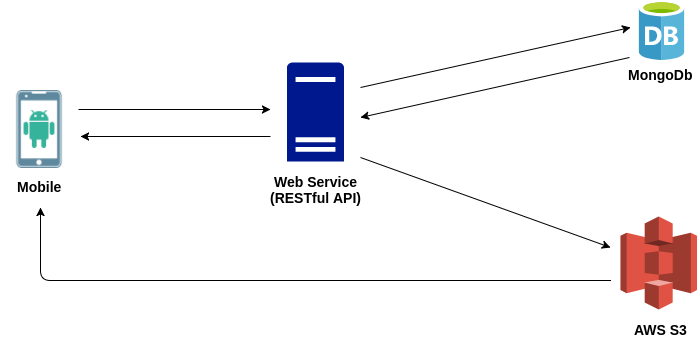 DB
MongoDb
Mobile
Web Service
(RESTful API)
AWS S3